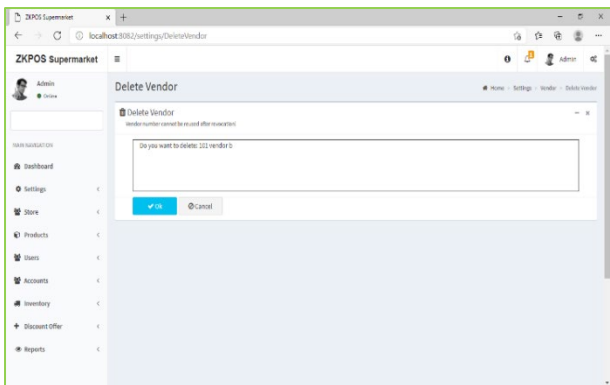 ZKPOS Supermarket
localhost:8082/settings/DeleteVendor
ZKPOS Supermarket
0
Admin
Admin
Online
Delete Vendor
Home Settings Vendor Delete Vendor
Delete Vendor
Vendor number cannot be reused after
Do you want to delete: 101 vendor b
Ok
Cancel
MAIN NAVIGATION
Dashboard
Settings
Store
Products
Users
Accounts
Inventory
Discount Offer
Reports